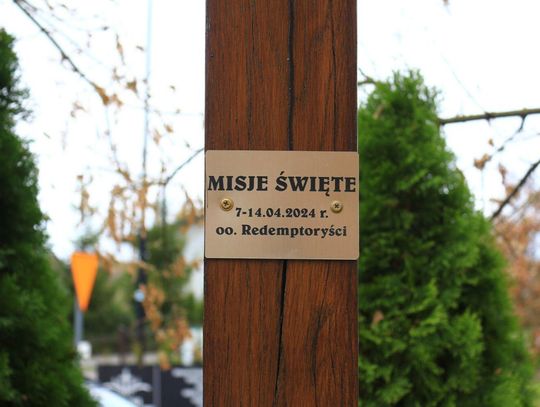 MISJE ŚWIĘTE
7-14.04.2024 r.
oo. Redemptoryści